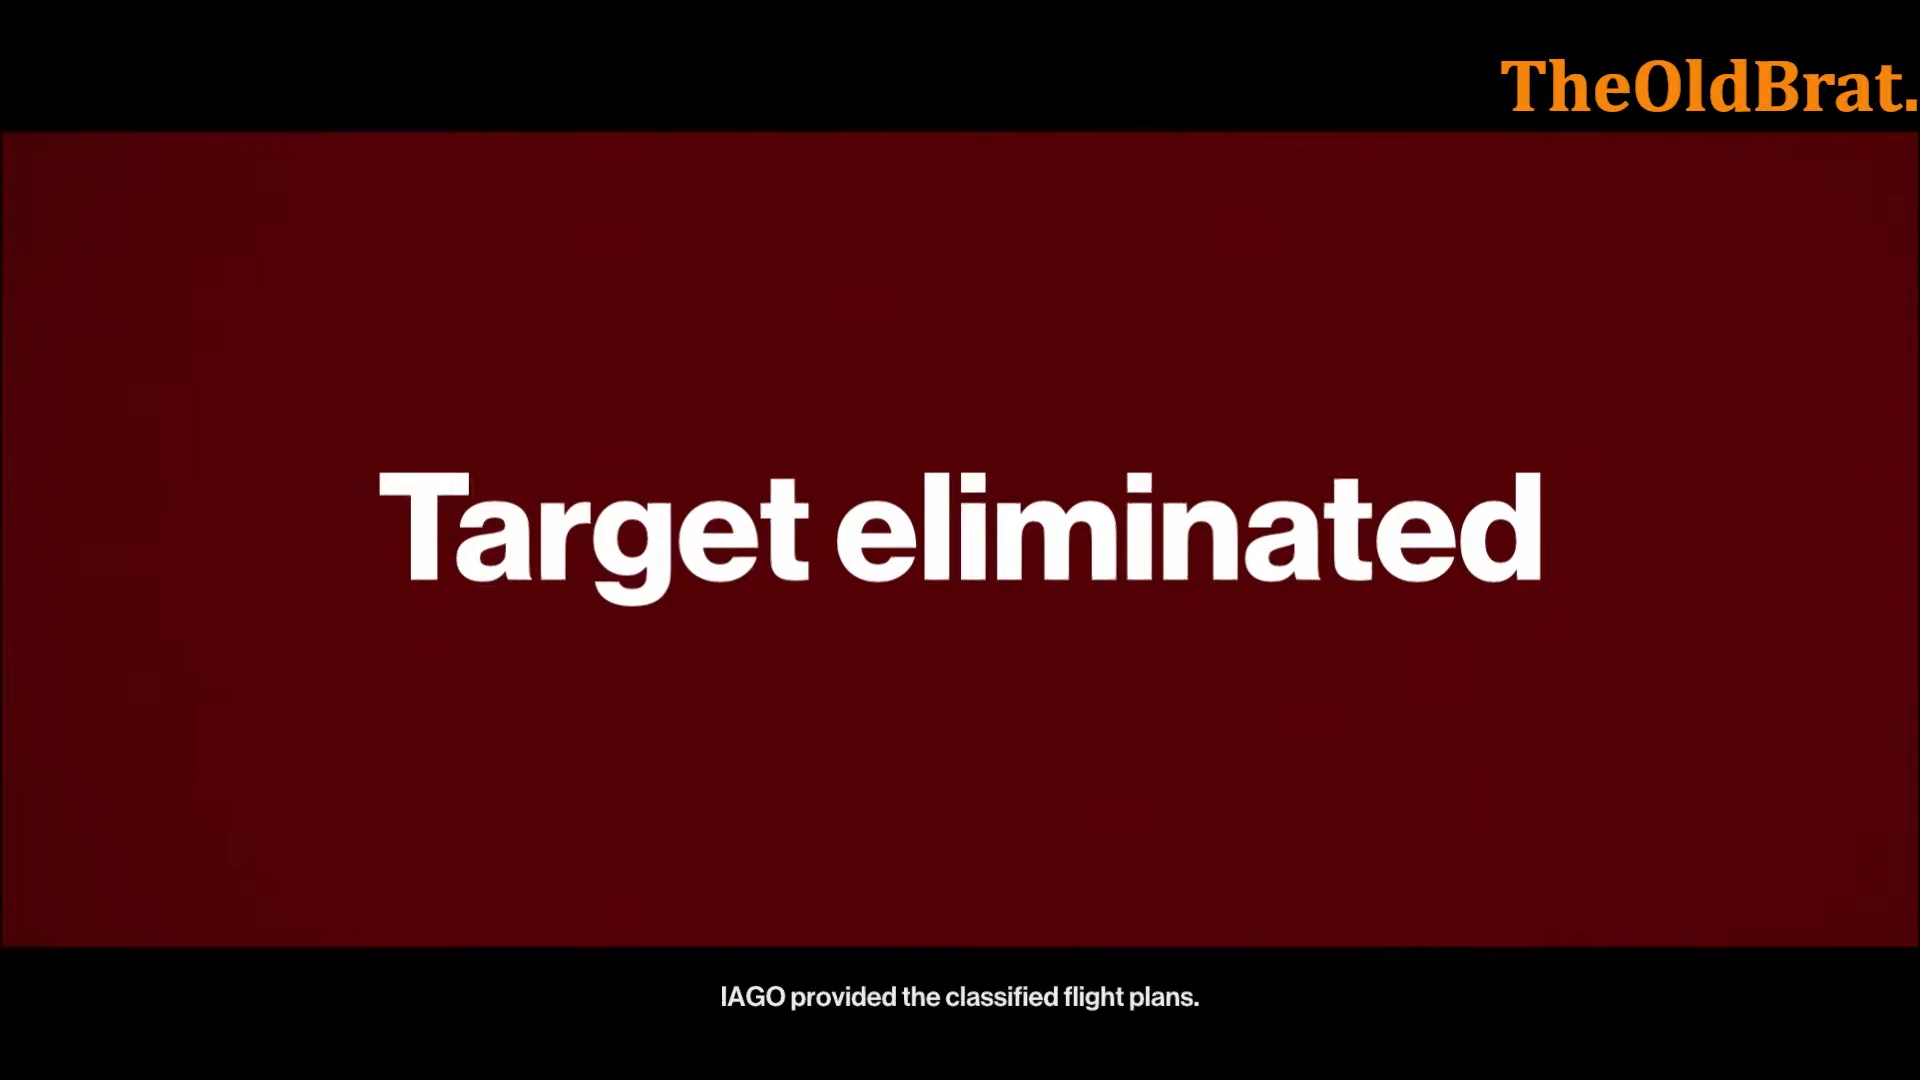 TheOldBrat.
Target eliminated
IAGO provided the classified flight plans.